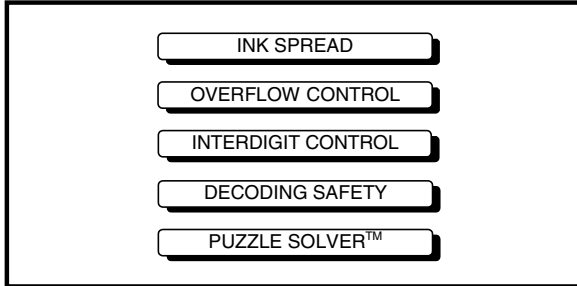 INK SPREAD
OVERFLOW CONTROL
INTERDIGIT CONTROL
DECODING SAFETY
PUZZLE SOLVER™